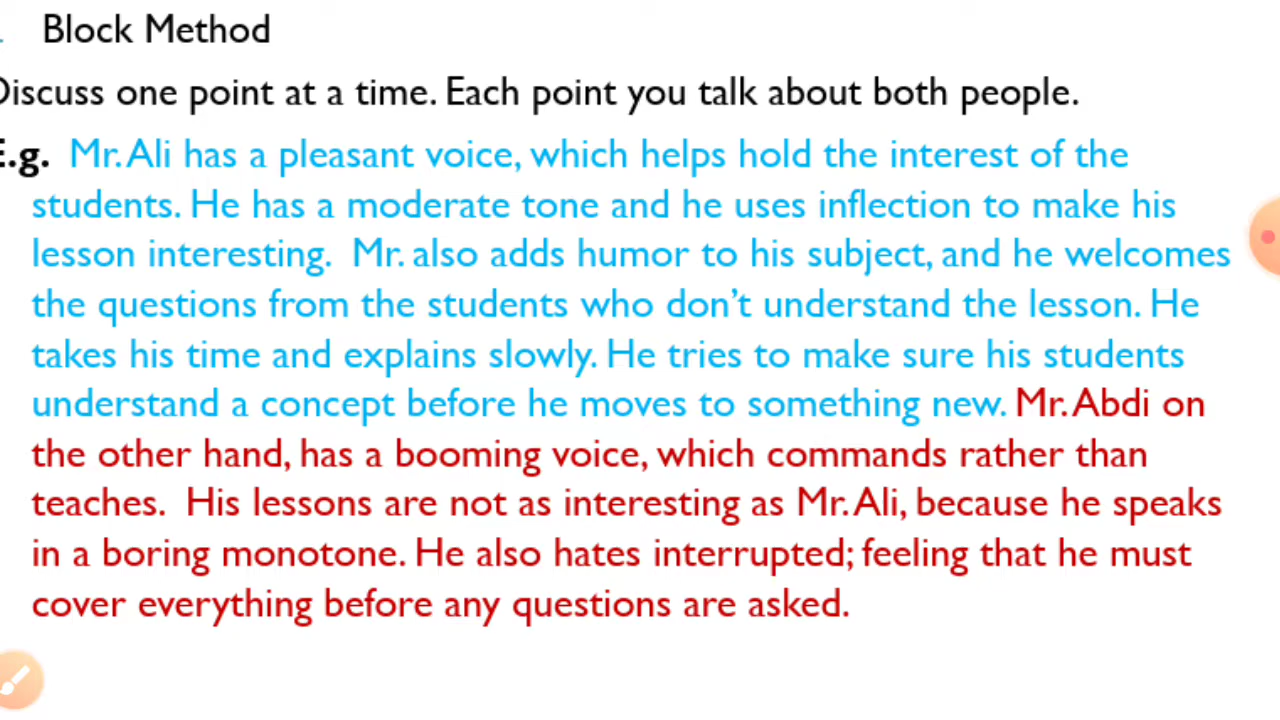 . Block Method
Discuss one point at a time. Each point you talk about both people.
E.g. Mr. Ali has a pleasant voice, which helps hold the interest of the
students. He has a moderate tone and he uses inflection to make his
lesson interesting. Mr. also adds humor to his subject, and he welcomes
the questions from the students who don’t understand the lesson. He
takes his time and explains slowly. He tries to make sure his students
understand a concept before he moves to something new. Mr. Abdi on
the other hand, has a booming voice, which commands rather than
teaches. His lessons are not as interesting as Mr. Ali, because he speaks
in a boring monotone. He also hates interrupted; feeling that he must
cover everything before any questions are asked.